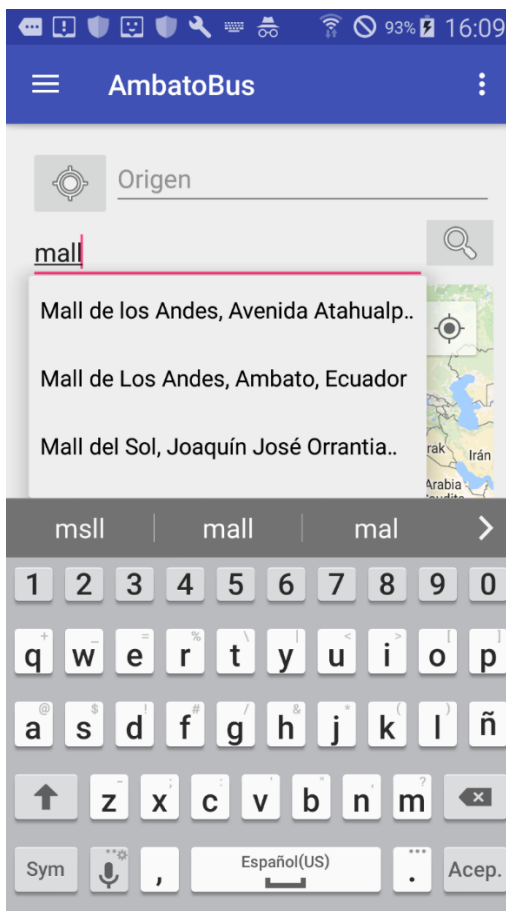 93% 16:09
AmbatoBus
Origen
mall
Mall de los Andes, Avenida Atahualp..
Mall de Los Andes, Ambato, Ecuador
Mall del Sol, Joaquín José Orrantia..
rak Irán
Arabia
msll mall mal
1 2 3 4 5 6 7 8 9 0
q w e r t y u i o p
a s d f g h j k l ñ
z x c v b n m
Sym , Español(US) . Acep.